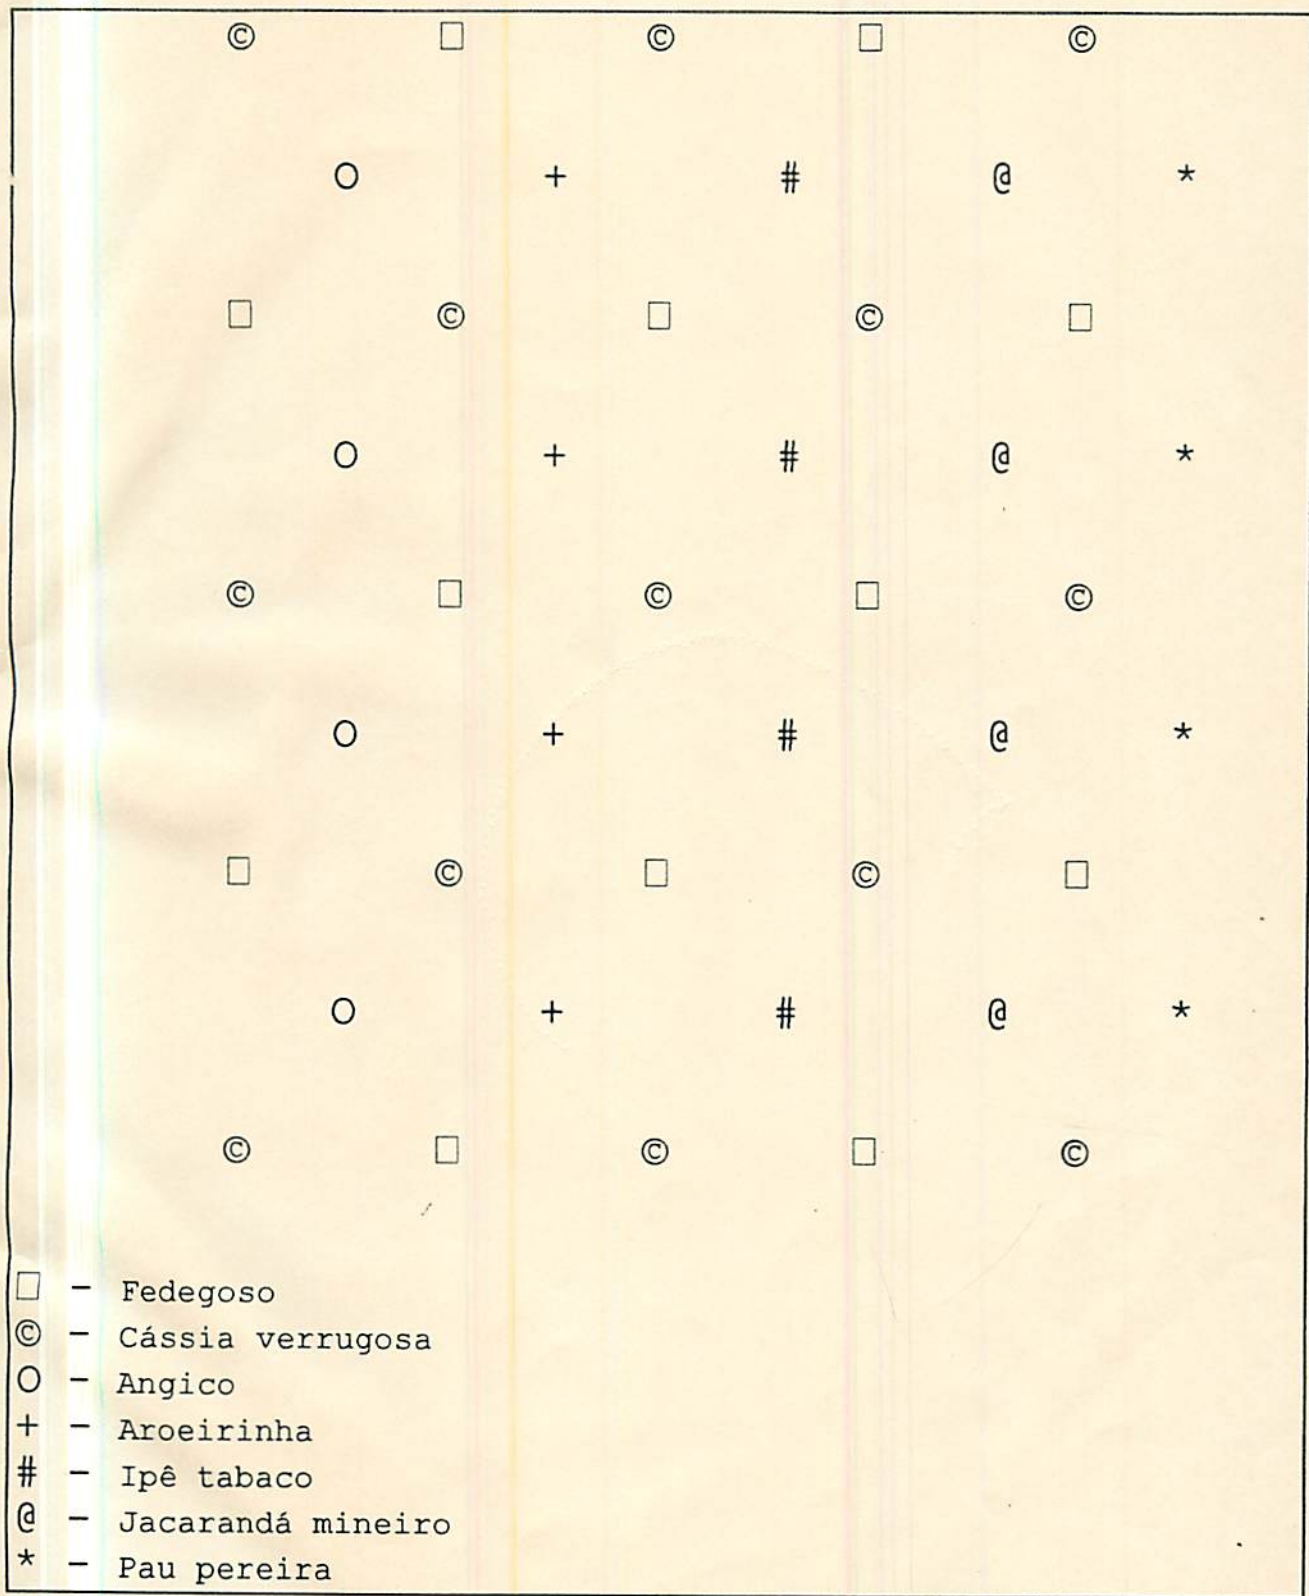 © □ © □ ©
O + # @ *
□ © □ © □
O + # @ *
© □ © □ ©
O + # @ *
□ © □ © □
O + # @ *
© □ © □ ©
□ - Fedegoso
© - Cássia verrugosa
O - Angico
+ - Aroeirinha
# - Ipê tabaco
@ - Jacarandá mineiro
* - Pau pereira